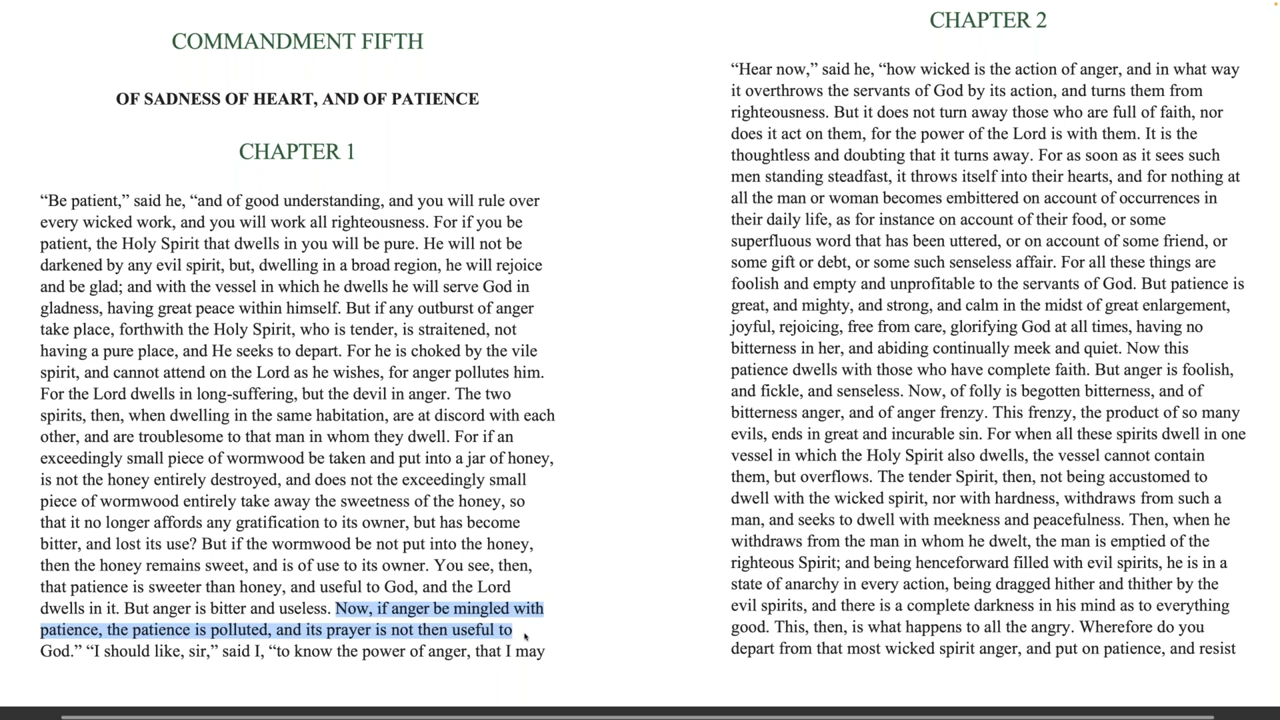 COMMANDMENT FIFTH
OF SADNESS OF HEART, AND OF PATIENCE
CHAPTER 1
“Be patient,” said he, “and of good understanding, and you will rule over
every wicked work, and you will work all righteousness. For if you be
patient, the Holy Spirit that dwells in you will be pure. He will not be
darkened by any evil spirit, but, dwelling in a broad region, he will rejoice
and be glad; and with the vessel in which he dwells he will serve God in
gladness, having great peace within himself. But if any outburst of anger
take place, forthwith the Holy Spirit, who is tender, is straitened, not
having a pure place, and He seeks to depart. For he is choked by the vile
spirit, and cannot attend on the Lord as he wishes, for anger pollutes him.
For the Lord dwells in long-suffering, but the devil in anger. The two
spirits, then, when dwelling in the same habitation, are at discord with each
other, and are troublesome to that man in whom they dwell. For if an
exceedingly small piece of wormwood be taken and put into a jar of honey,
is not the honey entirely destroyed, and does not the exceedingly small
piece of wormwood entirely take away the sweetness of the honey, so
that it no longer affords any gratification to its owner, but has become
bitter, and lost its use? But if the wormwood be not put into the honey,
then the honey remains sweet, and is of use to its owner. You see, then,
that patience is sweeter than honey, and useful to God, and the Lord
dwells in it. But anger is bitter and useless. Now, if anger be mingled with
patience, the patience is polluted, and its prayer is not then useful to
God.” “I should like, sir,” said I, “to know the power of anger, that I may
CHAPTER 2
“Hear now,” said he, “how wicked is the action of anger, and in what way
it overthrows the servants of God by its action, and turns them from
righteousness. But it does not turn away those who are full of faith, nor
does it act on them, for the power of the Lord is with them. It is the
thoughtless and doubting that it turns away. For as soon as it sees such
men standing steadfast, it throws itself into their hearts, and for nothing at
all the man or woman becomes embittered on account of occurrences in
their daily life, as for instance on account of their food, or some
superfluous word that has been uttered, or on account of some friend, or
some gift or debt, or some such senseless affair. For all these things are
foolish and empty and unprofitable to the servants of God. But patience is
great, and mighty, and strong, and calm in the midst of great enlargement,
joyful, rejoicing, free from care, glorifying God at all times, having no
bitterness in her, and abiding continually meek and quiet. Now this
patience dwells with those who have complete faith. But anger is foolish,
and fickle, and senseless. Now, of folly is begotten bitterness, and of
bitterness anger, and of anger frenzy. This frenzy, the product of so many
evils, ends in great and incurable sin. For when all these spirits dwell in one
vessel in which the Holy Spirit also dwells, the vessel cannot contain
them, but overflows. The tender Spirit, then, not being accustomed to
dwell with the wicked spirit, nor with hardness, withdraws from such a
man, and seeks to dwell with meekness and peacefulness. Then, when he
withdraws from the man in whom he dwelt, the man is emptied of the
righteous Spirit; and being henceforward filled with evil spirits, he is in a
state of anarchy in every action, being dragged hither and thither by the
evil spirits, and there is a complete darkness in his mind as to everything
good. This, then, is what happens to all the angry. Wherefore do you
depart from that most wicked spirit anger, and put on patience, and resist